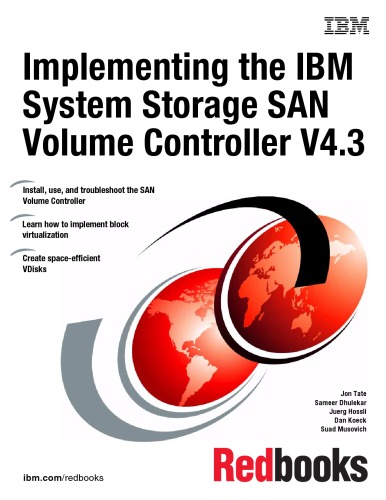 IBM
Implementing the IBM
System Storage SAN
Volume Controller V4.3
Install, use, and troubleshoot the SAN
Volume Controller
Learn how to implement block
virtualization
Create space-efficient
VDisks
Jon Tate
Sameer Dhulekar
Juerg Hossli
Dan Koeck
Suad Musovich
ibm.com/redbooks
Redbooks